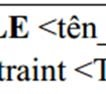 LE <tên_
traint <T